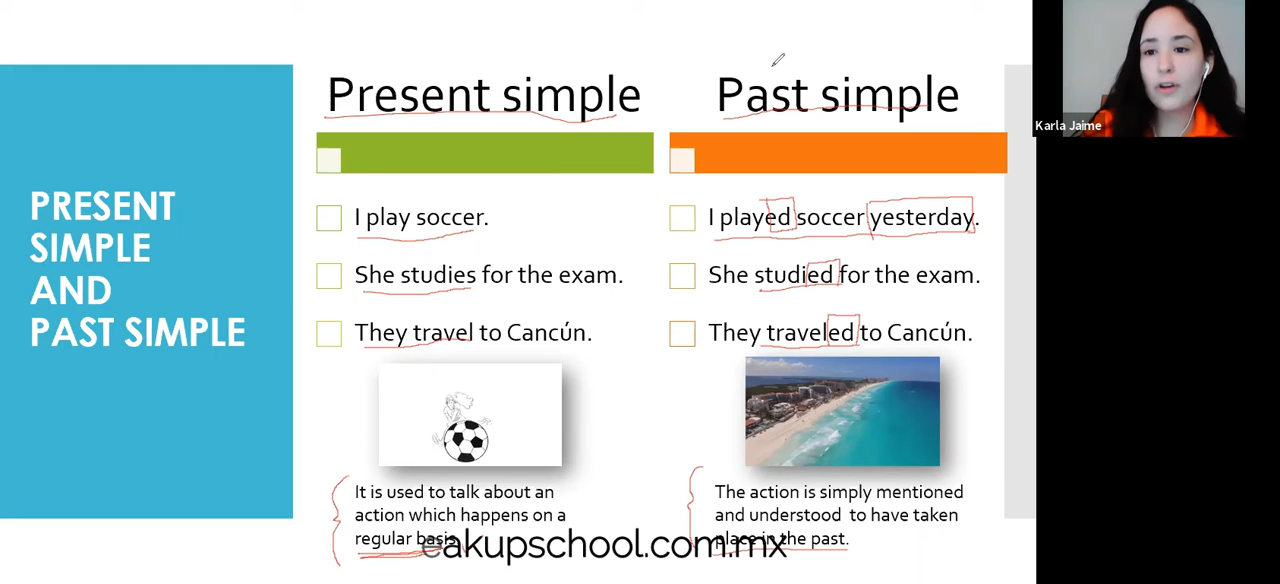 PRESENT
SIMPLE
AND
PAST SIMPLE
Present simple
I play soccer.
She studies for the exam.
They travel to Cancún.
It is used to talk about an
action which happens on a
regular basis.
Past simple
I played soccer yesterday.
She studied for the exam.
They traveled to Cancún.
The action is simply mentioned
and understood to have taken
place in the past.
eakupschool.com.mx
Karla Jaime